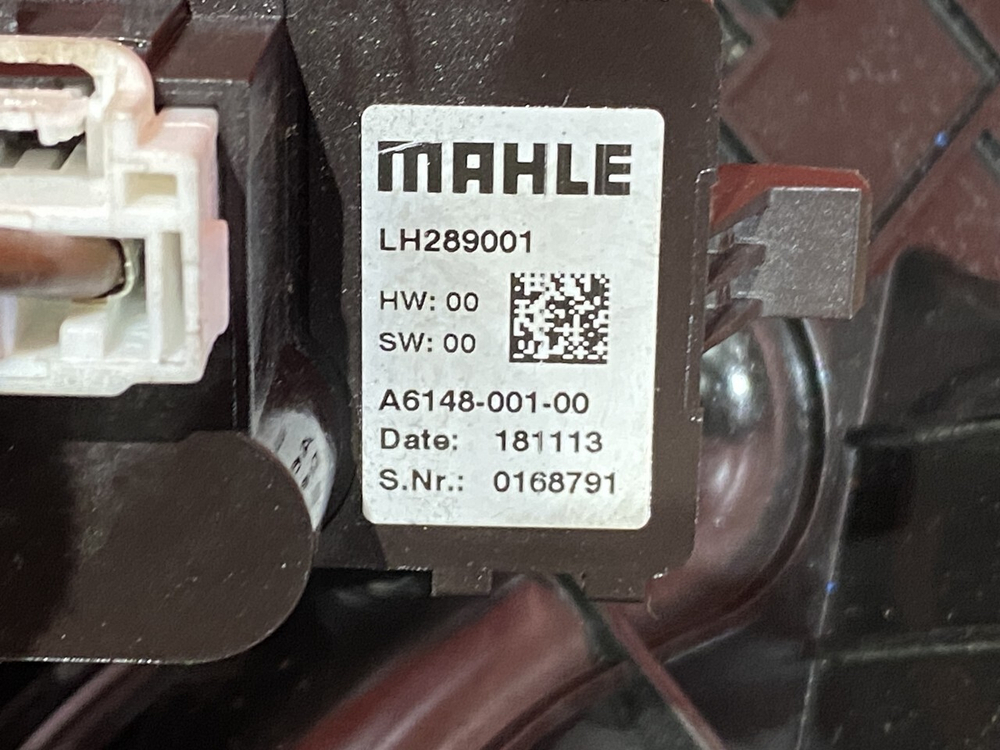 MAHLE
LH289001
HW: 00
SW: 00
A6148-001-00
Date: 181113
S.Nr.: 0168791